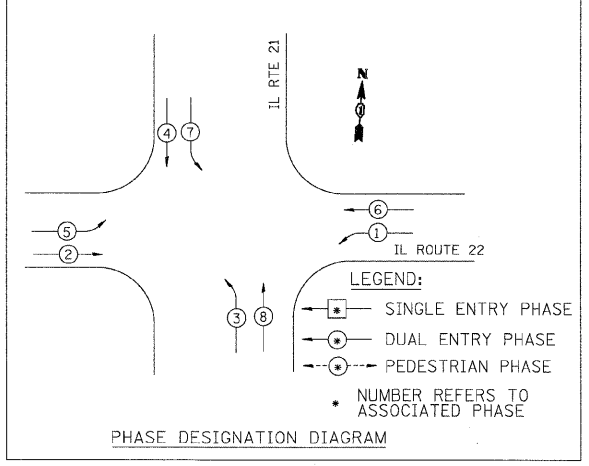 IL RTE 21
N
4 7
6
5
1
2
IL ROUTE 22
LEGEND:
* SINGLE ENTRY PHASE
3 8
* DUAL ENTRY PHASE
* PEDESTRIAN PHASE
* NUMBER REFERS TO
ASSOCIATED PHASE
PHASE DESIGNATION DIAGRAM